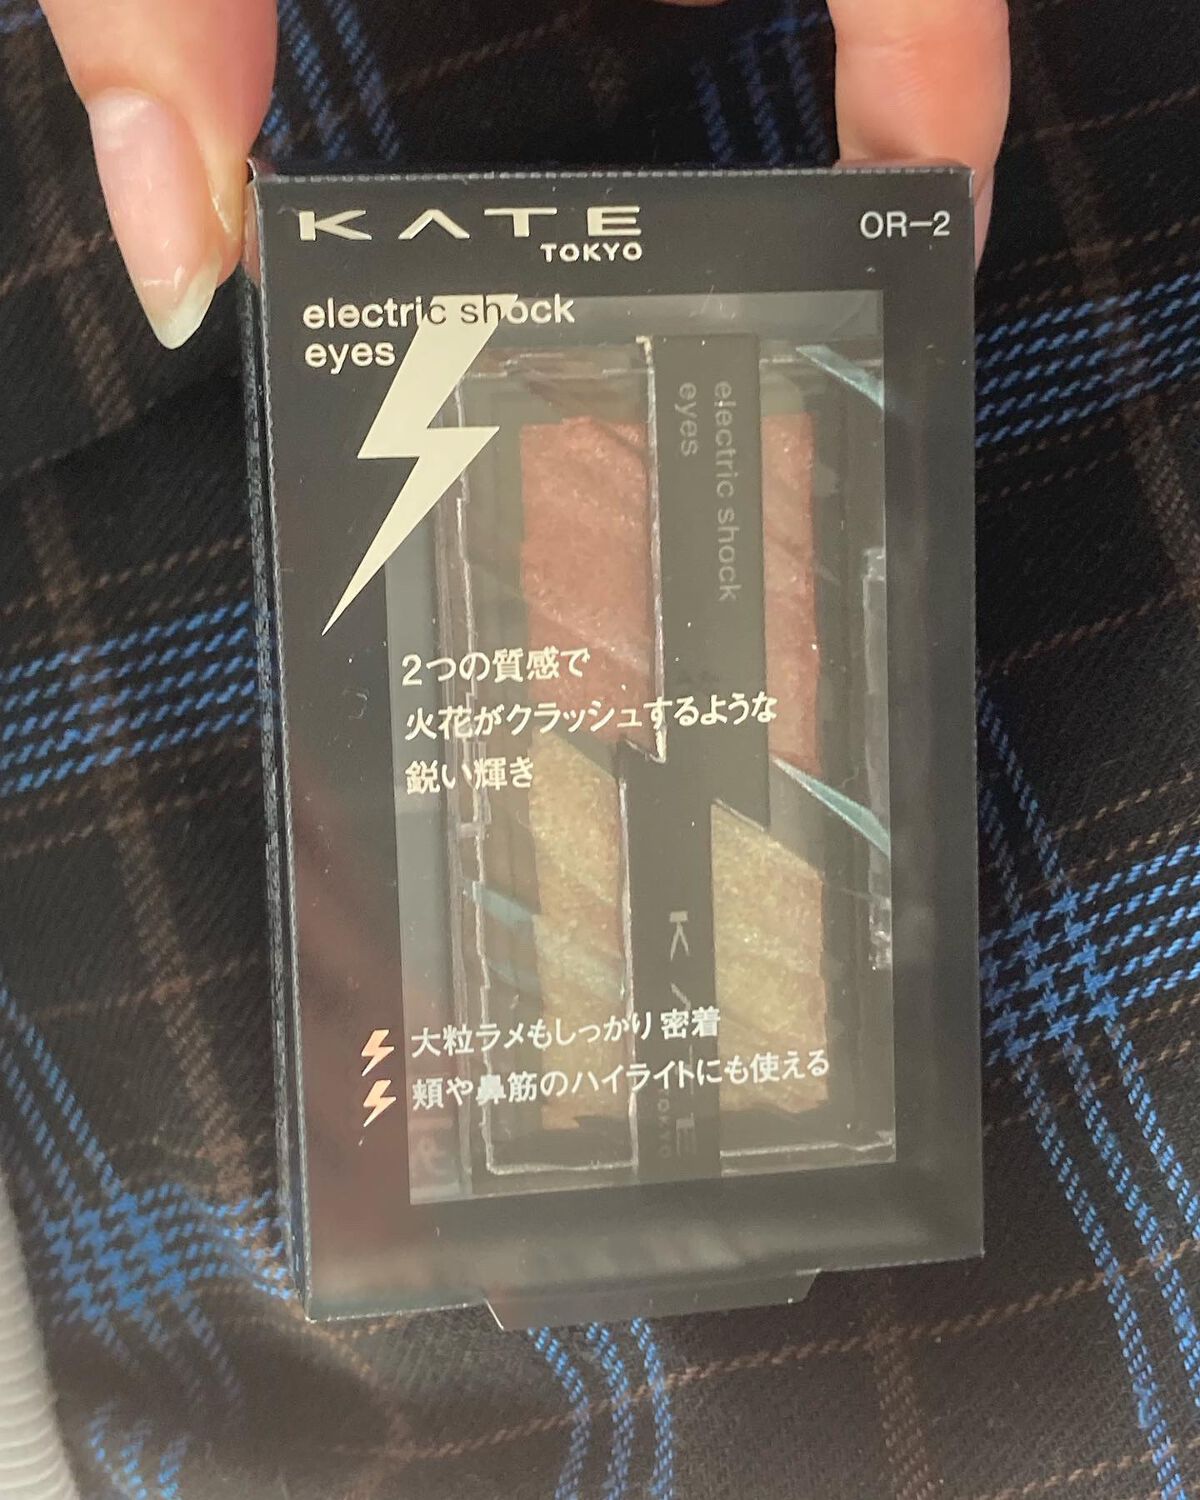 KATE
TOKYO
OR-2
electric shock
eyes
electric shock
eyes
2つの質感で
火花がクラッシュするような
鋭い輝き
大粒ラメもしっかり密着
頬や鼻筋のハイライトにも使える
KATE
TOKYO